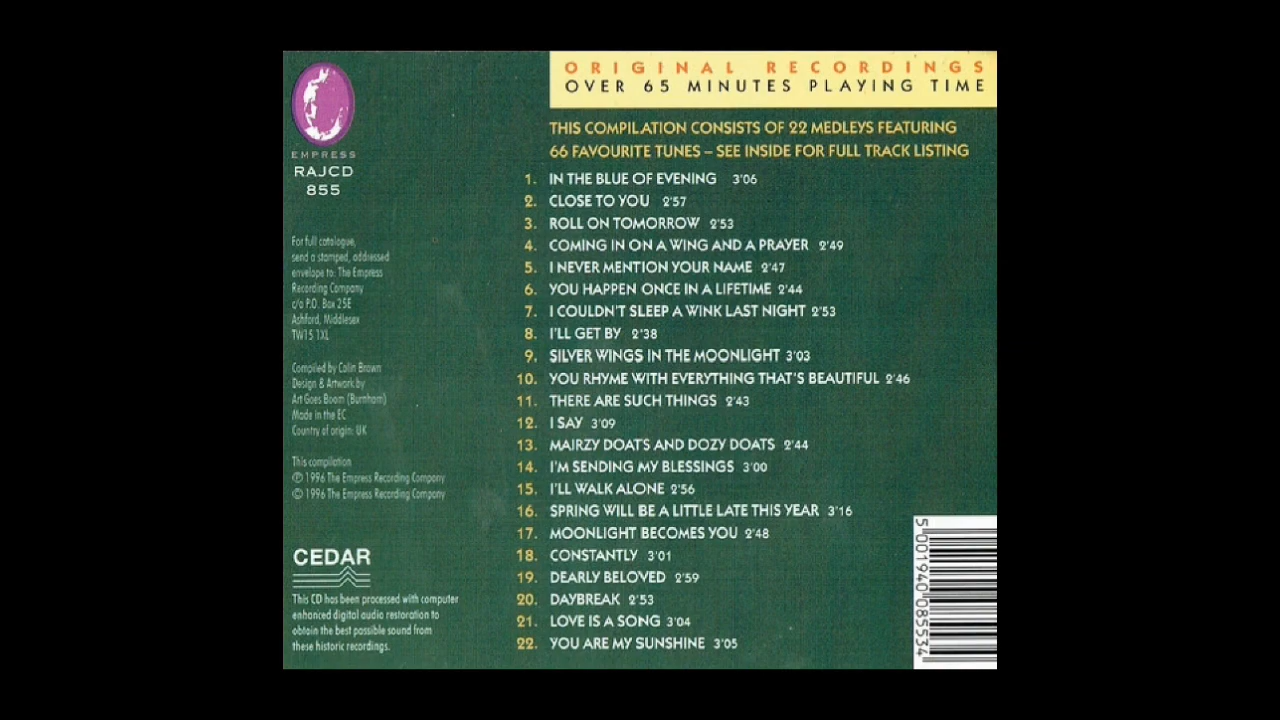 ORIGINAL RECORDINGS
OVER 65 MINUTES PLAYING TIME
THIS COMPILATION CONSISTS OF 22 MEDLEYS FEATURING
66 FAVOURITE TUNES – SEE INSIDE FOR FULL TRACK LISTING
1. IN THE BLUE OF EVENING 3'06
2. CLOSE TO YOU 2'57
3. ROLL ON TOMORROW 2'53
4. COMING IN ON A WING AND A PRAYER 2'49
5. I NEVER MENTION YOUR NAME 2'47
6. YOU HAPPEN ONCE IN A LIFETIME 2'44
7. I COULDN'T SLEEP A WINK LAST NIGHT 2'53
8. I'LL GET BY 2'38
9. SILVER WINGS IN THE MOONLIGHT 3'03
10. YOU RHYME WITH EVERYTHING THAT'S BEAUTIFUL 2'46
11. THERE ARE SUCH THINGS 2'43
12. I SAY 3'09
13. MAIRZY DOATS AND DOZY DOATS 2'44
14. I'M SENDING MY BLESSINGS 3'00
15. I'LL WALK ALONE 2'56
16. SPRING WILL BE A LITTLE LATE THIS YEAR 3'16
17. MOONLIGHT BECOMES YOU 2'48
18. CONSTANTLY 3'01
19. DEARLY BELOVED 2'59
20. DAYBREAK 2'53
21. LOVE IS A SONG 3'04
22. YOU ARE MY SUNSHINE 3'05
EMPRESS
RAJCD
855
For full catalogue,
send a stamped, addressed
envelope to: The Empress
Recording Company
c/o P.O. Box 25E
Ashford, Middlesex
TW15 1XL
Compiled by Colin Brown
Design & Artwork by
Art Goes Boom (Burnham)
Made in the EC
Country of origin: UK
This compilation
℗ 1996 The Empress Recording Company
© 1996 The Empress Recording Company
CEDAR
This CD has been processed with computer
enhanced digital audio restoration to
obtain the best possible sound from
these historic recordings.
5 001940 085534